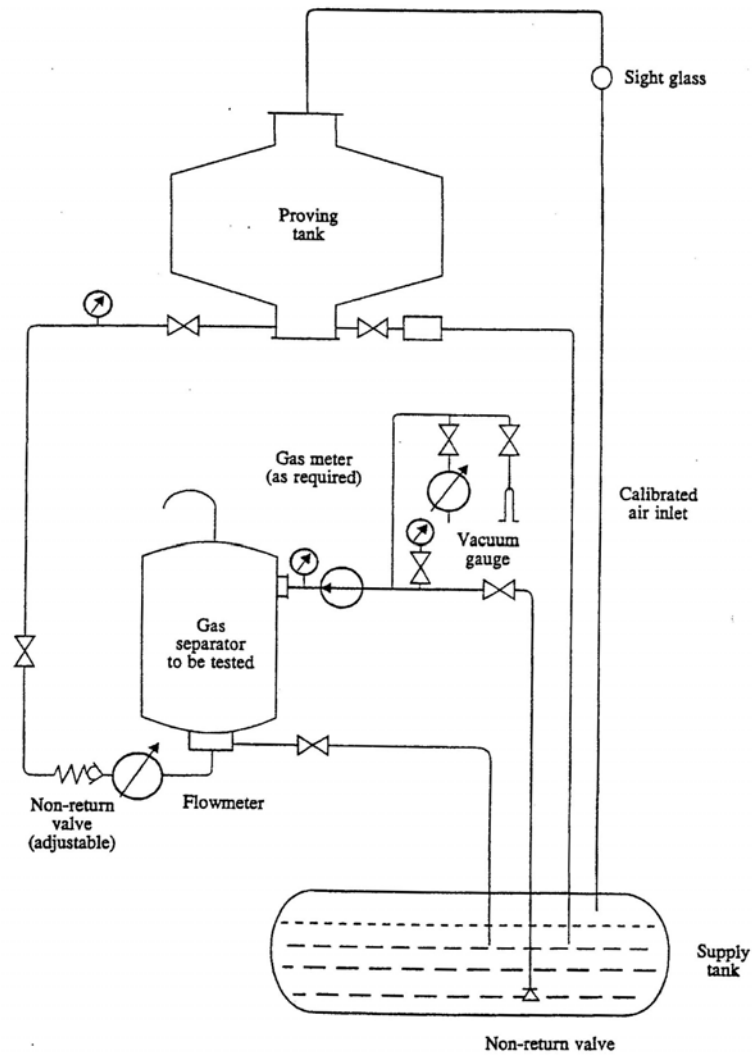 Sight glass
Proving
tank
Gas meter
(as required)
Calibrated
air inlet
Vacuum
gauge
Gas
separator
to be tested
Non-return
valve
(adjustable)
Flowmeter
Supply
tank
Non-return valve